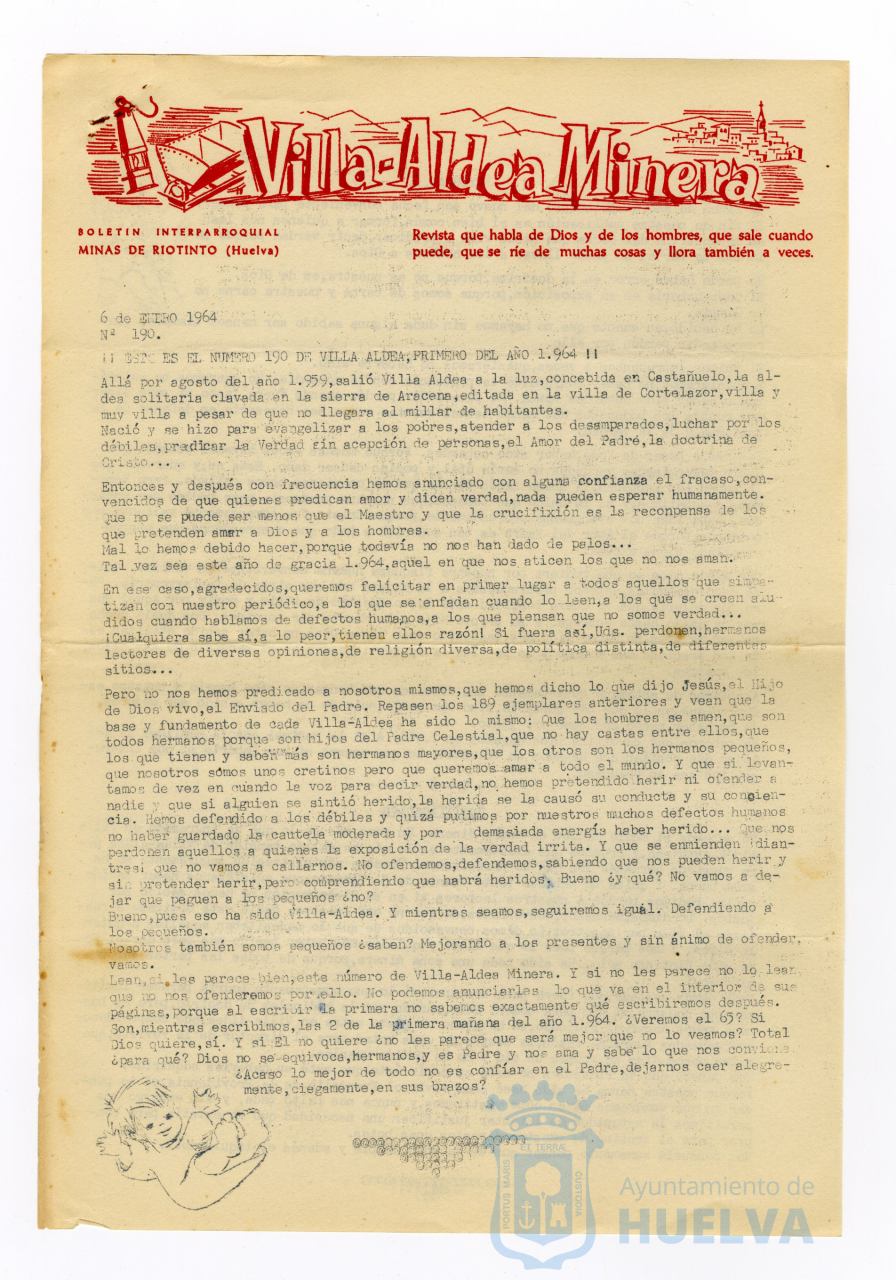 Villa-Aldea Minera
BOLETIN INTERPARROQUIAL
MINAS DE RIOTINTO (Huelva)
Revista que habla de Dios y de los hombres, que sale cuando
puede, que se ríe de muchas cosas y llora también a veces.
6 de ENERO 1964
Nº 190.
¡¡ ESTE ES EL NUMERO 190 DE VILLA ALDEA,PRIMERO DEL AÑO 1.964 !!
Allá por agosto del año 1.959,salió Villa Aldea a la luz,concebida en Castañuelo,la al-
dea solitaria clavada en la sierra de Aracena,editada en la villa de Cortelazor,villa y
muy villa a pesar de que no llegara al millar de habitantes.
Nació y se hizo para evangelizar a los pobres,atender a los desamparados,luchar por los
débiles,predicar la Verdad sin acepción de personas,el Amor del Padre,la doctrina de
Cristo....
Entonces y después con frecuencia hemos anunciado con alguna confianza el fracaso,con-
vencidos de que quienes predican amor y dicen verdad,nada pueden esperar humanamente.
Que no se puede ser menos que el Maestro y que la crucifixión es la reconpensa de los
que pretenden amar a Dios y a los hombres.
Mal lo hemos debido hacer,porque todavía no nos han dado de palos...
Tal vez sea este año de gracia 1.964,aquel en que nos aticen los que no nos aman.
En ese caso,agradecidos,queremos felicitar en primer lugar a todos aquellos que simpa-
tizan con nuestro periódico,a los que se enfadan cuando lo leen,a los que se creen alu-
didos cuando hablamos de defectos humanos,a los que piensan que no somos verdad...
¡Cualquiera sabe sí,a lo peor,tienen ellos razón! Si fuera así,Uds. perdonen,hermanos
lectores de diversas opiniones,de religión diversa,de política distinta,de diferentes
sitios...
Pero no nos hemos predicado a nosotros mismos,que hemos dicho lo que dijo Jesús,el Hijo
de Dios vivo,el Enviado del Padre. Repasen los 189 ejemplares anteriores y vean que la
base y fundamento de cada Villa-Aldea ha sido lo mismo: Que los hombres se amen,que son
todos hermanos porque son hijos del Padre Celestial,que no hay castas entre ellos,que
los que tienen y saben más son hermanos mayores,que los otros son los hermanos pequeños,
que nosotros somos unos cretinos pero que queremos amar a todo el mundo. Y que si levan-
tamos de vez en cuando la voz para decir verdad,no hemos pretendido herir ni ofender a
nadie y que si alguien se sintió herido,la herida se la causó su conducta y su concien-
cia. Hemos defendido a los débiles y quizá pudimos por nuestros muchos defectos humanos
no haber guardado la cautela moderada y por demasiada energía haber herido... Que nos
perdonen aquellos a quienes la exposición de la verdad irrita. Y que se enmienden ¡dian-
tres! que no vamos a callarnos. No ofendemos,defendemos,sabiendo que nos pueden herir y
sin pretender herir,pero comprendiendo que habrá heridos. Bueno ¿y qué? No vamos a de-
jar que paguen a los pequeños ¿no?
Bueno,pues eso ha sido Villa-Aldea. Y mientras seamos,seguiremos igual. Defendiendo a
los pequeños.
Nosotros también somos pequeños ¿saben? Mejorando a los presentes y sin ánimo de ofender,
vamos.
Lean,si les parece bien,este número de Villa-Aldea Minera. Y si no les parece no lo lean,
que no nos ofenderemos por ello. No podemos anunciarles lo que va en el interior de sus
páginas,porque al escribir la primera no sabemos exactamente qué escribiremos después.
Son,mientras escribimos,las 2 de la primera mañana del año 1.964. ¿Veremos el 65? Si
Dios quiere,sí. Y si El no quiere ¿no les parece que será mejor que no lo veamos? Total
¿para qué? Dios no se equivoca,hermanos,y es Padre y nos ama y sabe lo que nos conviene.
¿Acaso lo mejor de todo no es confíar en el Padre,dejarnos caer alegre-
mente,ciegamente,en sus brazos?
EL TERRÆ
PORTUS MARIS
CUSTODIA
Ayuntamiento de
HUELVA